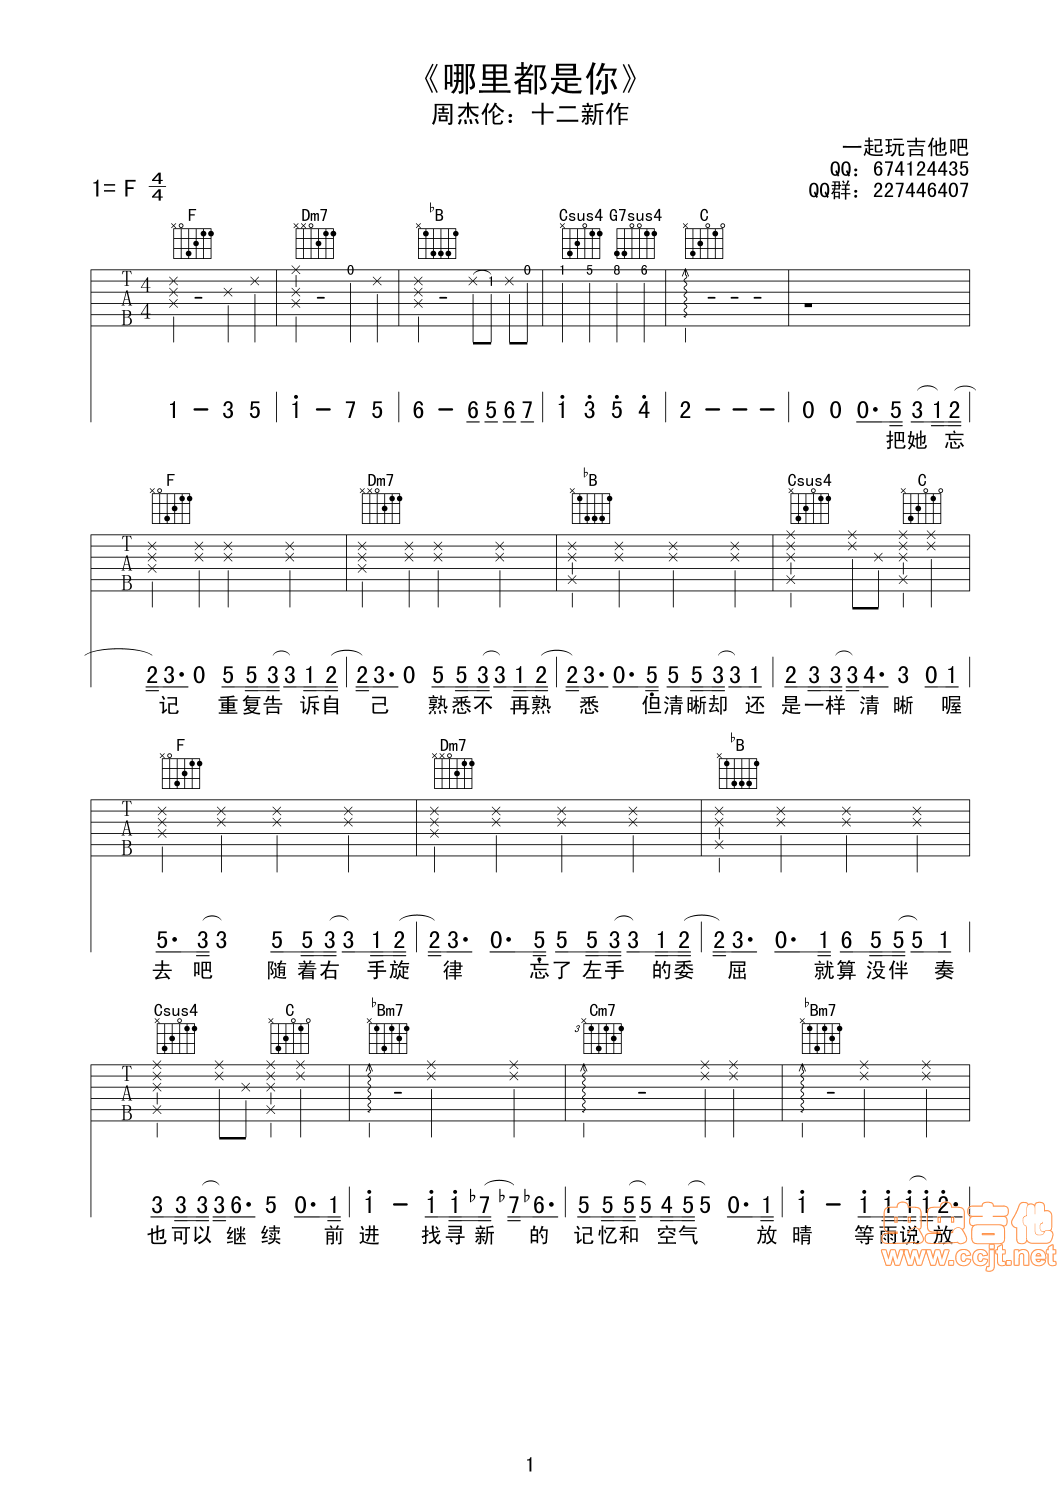 《哪里都是你》
周杰伦：十二新作
一起玩吉他吧
QQ：674124435
QQ群：227446407
1= F 4/4
F Dm7 ♭B Csus4 G7sus4 C
T A B 4 4 0 1 0 1 5 8 6
1 – 3 5 | i – 7 5 | 6 – 6 5 6 7 | i 3 5 4 | 2 – – – | 0 0 0· 5 3 1 2
把她 忘
F Dm7 ♭B Csus4 C
T A B
2 3· 0 5 5 3 3 1 2 | 2 3· 0 5 5 3 3 1 2 | 2 3· 0· 5 5 5 3 3 1 | 2 3 3 3 4· 3 0 1
记 重复告 诉自 己 熟悉不 再熟 悉 但清晰却 还 是一样 清 晰 喔
F Dm7 ♭B
T A B
5· 3 3 5 5 3 3 1 2 | 2 3· 0· 5 5 5 3 3 1 2 | 2 3· 0· 1 6 5 5 5 1
去 吧 随 着右 手旋 律 忘了 左手 的委 屈 就算 没伴 奏
Csus4 C ♭Bm7 Cm7 ♭Bm7
3
T A B
3 3 3 3 6· 5 0· 1 | i – i i ♭7 ♭7 ♭6· | 5 5 5 5 4 5 5 0· 1 | i – i i i i 2·
也可以 继 续 前 进 找寻 新 的 记忆和 空气 放 晴 等雨说 放
虫虫吉他
www.ccjt.net
1